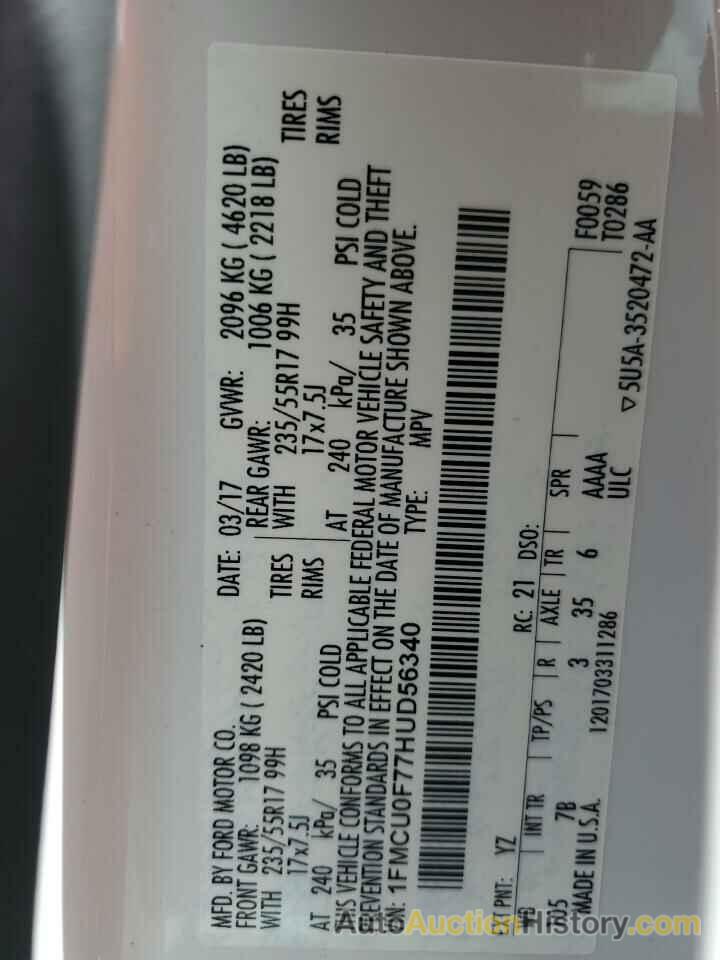 MFD. BY FORD MOTOR CO.
DATE: 03/17 GVWR: 2096 KG ( 4620 LB)
FRONT GAWR: 1098 KG ( 2420 LB)
REAR GAWR: 1006 KG ( 2218 LB)
WITH 235/55R17 99H TIRES
WITH 235/55R17 99H TIRES
17x7.5J RIMS
17x7.5J RIMS
AT 240 kPa/ 35 PSI COLD
AT 240 kPa/ 35 PSI COLD
THIS VEHICLE CONFORMS TO ALL APPLICABLE FEDERAL MOTOR VEHICLE SAFETY AND THEFT
PREVENTION STANDARDS IN EFFECT ON THE DATE OF MANUFACTURE SHOWN ABOVE.
1FMCU0F77HUD56340
TYPE: MPV
EXT PNT: YZ RC: 21 DSO:
WB INT TR TP/PS R AXLE TR SPR
7B 3 35 6 AAAA F0059
ULC T0286
MADE IN U.S.A. 1201703311286
▽5U5A-3520472-AA
AutoAuctionHistory.com